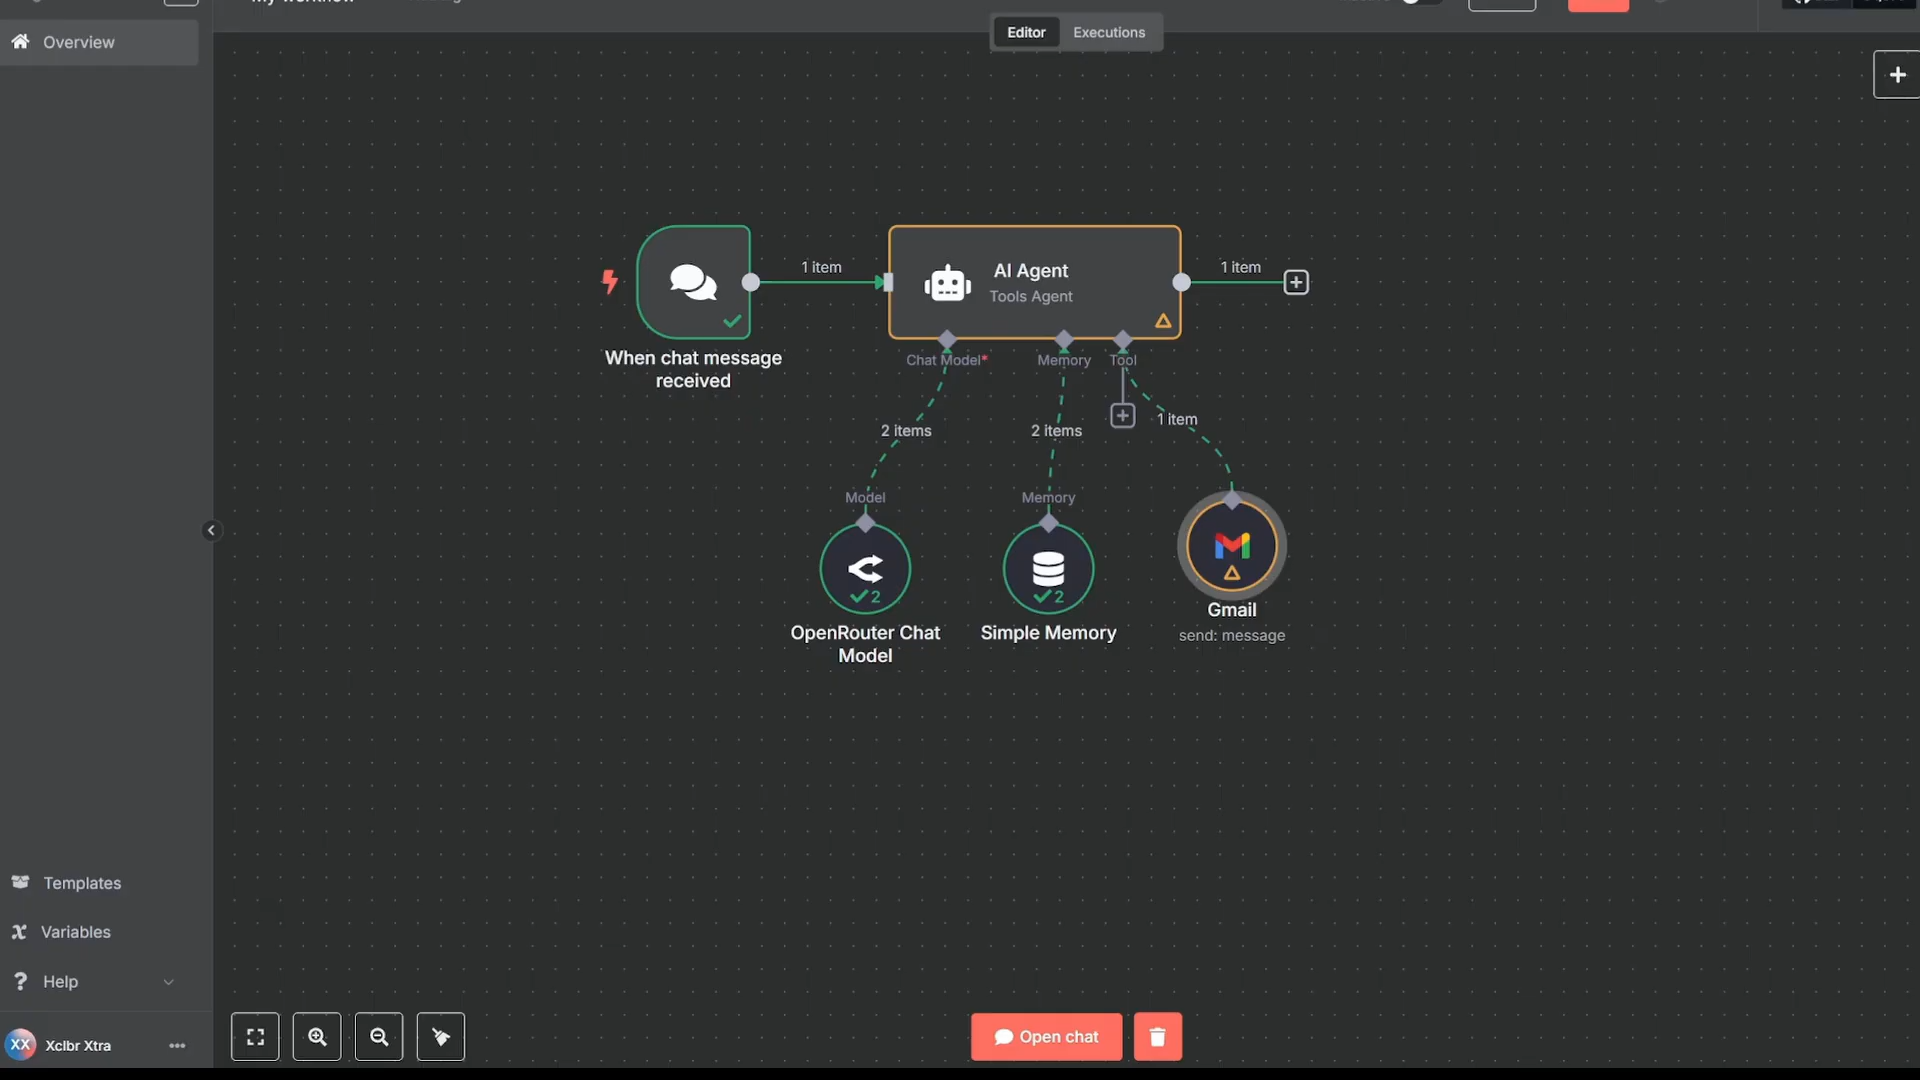 My workflow
Overview
Editor
Executions
1 item
AI Agent
Tools Agent
1 item
When chat message
received
Chat Model*
Memory
Tool
2 items
2 items
1 item
Model
Memory
2
2
OpenRouter Chat
Model
Simple Memory
Gmail
send: message
Templates
Variables
Help
XX
Xclbr Xtra
Open chat